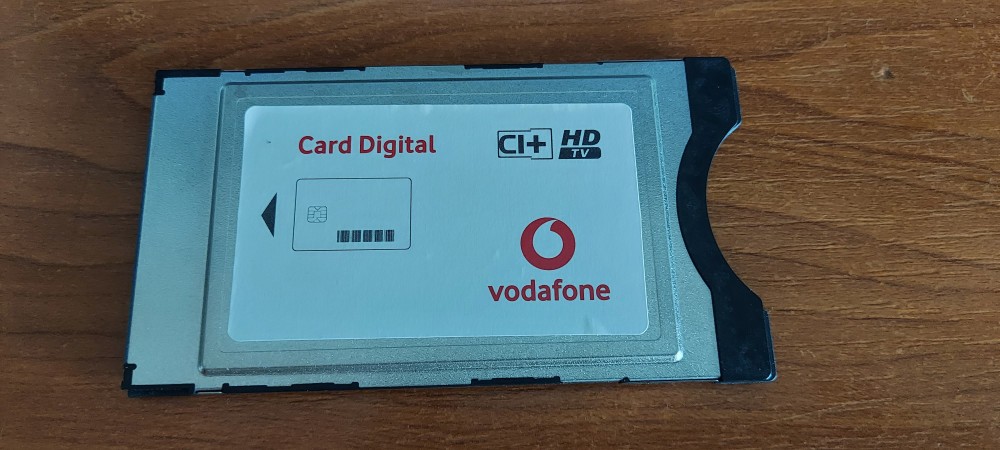 Card Digital
CI+ HD
TV
vodafone